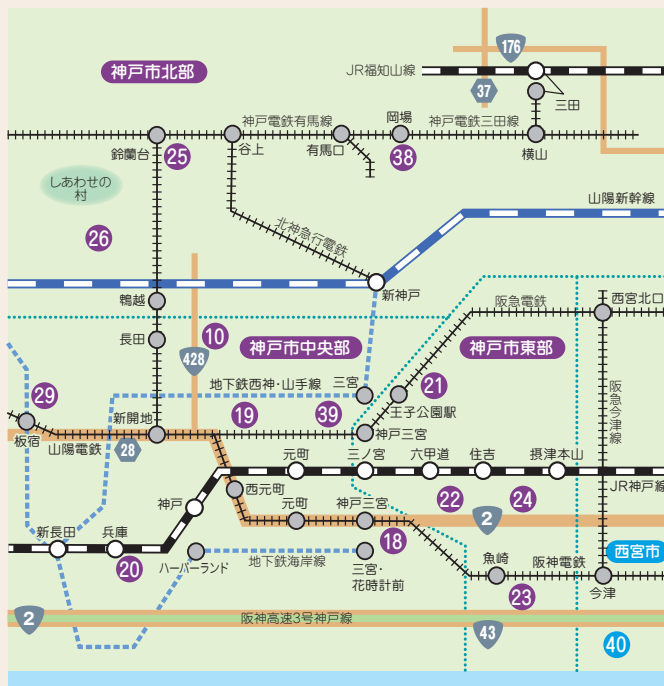 176
神戸市北部
JR福知山線
37
三田
神戸電鉄有馬線
岡場
神戸電鉄三田線
鈴蘭台
25
谷上
有馬口
38
横山
しあわせの
村
山陽新幹線
26
北神急行電鉄
新神戸
鵯越
阪急電鉄
西宮北口
10
長田
神戸市中央部
神戸市東部
428
地下鉄西神・山手線
三宮
21
29
19
39
王子公園駅
阪急今津線
新開地
板宿
山陽電鉄
28
神戸三宮
元町
三ノ宮
六甲道
住吉
摂津本山
JR神戸線
西元町
22
24
神戸
元町
神戸三宮
2
新長田
兵庫
18
西宮市
20
ハーバーランド
地下鉄海岸線
三宮・
花時計前
魚崎
阪神電鉄
今津
23
2
阪神高速3号神戸線
43
40